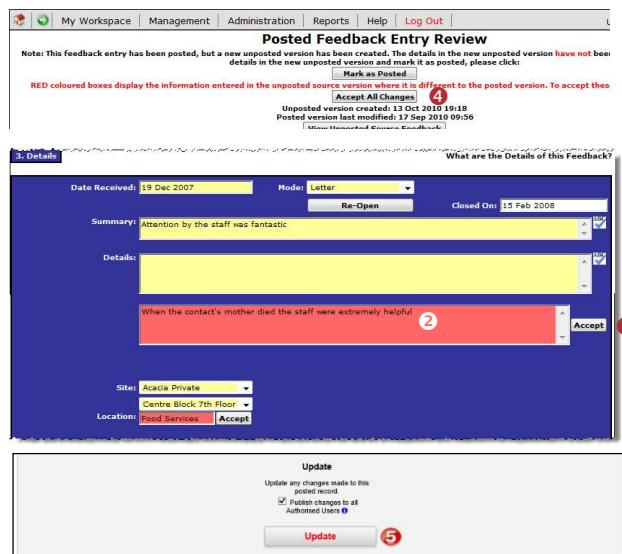 My Workspace Management Administration Reports Help Log Out
Posted Feedback Entry Review
Note: This feedback entry has been posted, but a new unposted version has been created. The details in the new unposted version have not
details in the new unposted version and mark it as posted, please click:
Mark as Posted
RED coloured boxes display the information entered in the unposted source version where it is different to the posted version. To accept these
Accept All Changes 4
Unposted version created: 13 Oct 2010 19:18
Posted version last modified: 17 Sep 2010 09:56
View Unposted Source Feedback
3. Details What are the Details of this Feedback?
Date Received: 19 Dec 2007 Mode: Letter
Re-Open Closed On: 15 Feb 2008
Summary: Attention by the staff was fantastic
ABC
Details:
ABC
When the contact's mother died the staff were extremely helpful 2
Accept
Site: Acacia Private
Centre Block 7th Floor
Location: Food Services Accept
Update
Update any changes made to this
posted record.
Publish changes to all
Authorised Users
Update 5